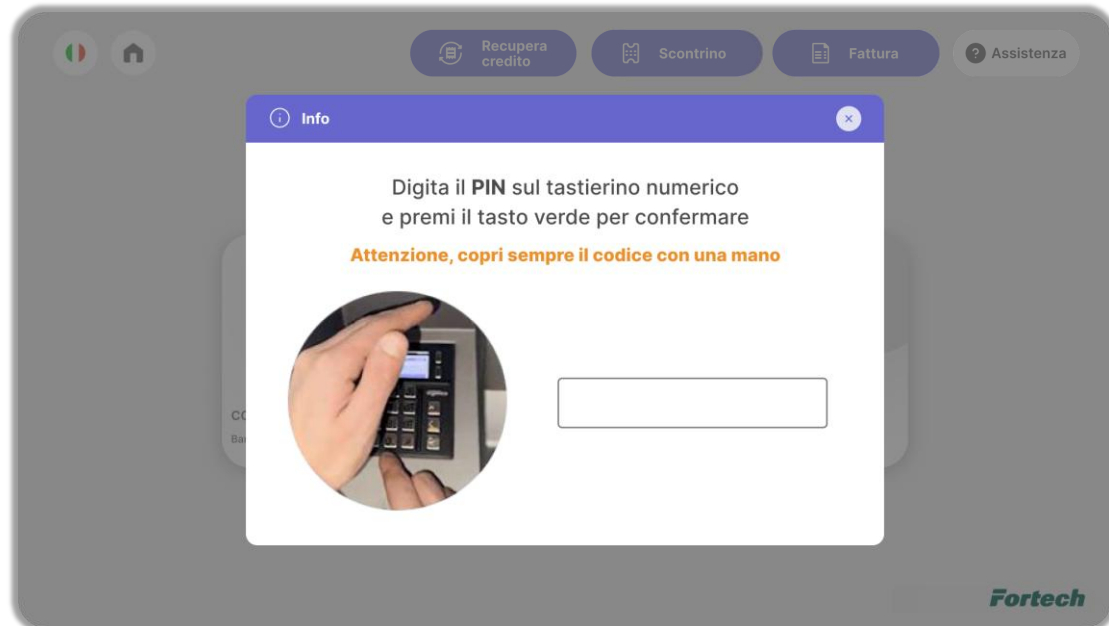 Recupera
credito
Scontrino
Fattura
? Assistenza
Info
Digita il PIN sul tastierino numerico
e premi il tasto verde per confermare
Attenzione, copri sempre il codice con una mano
Fortech